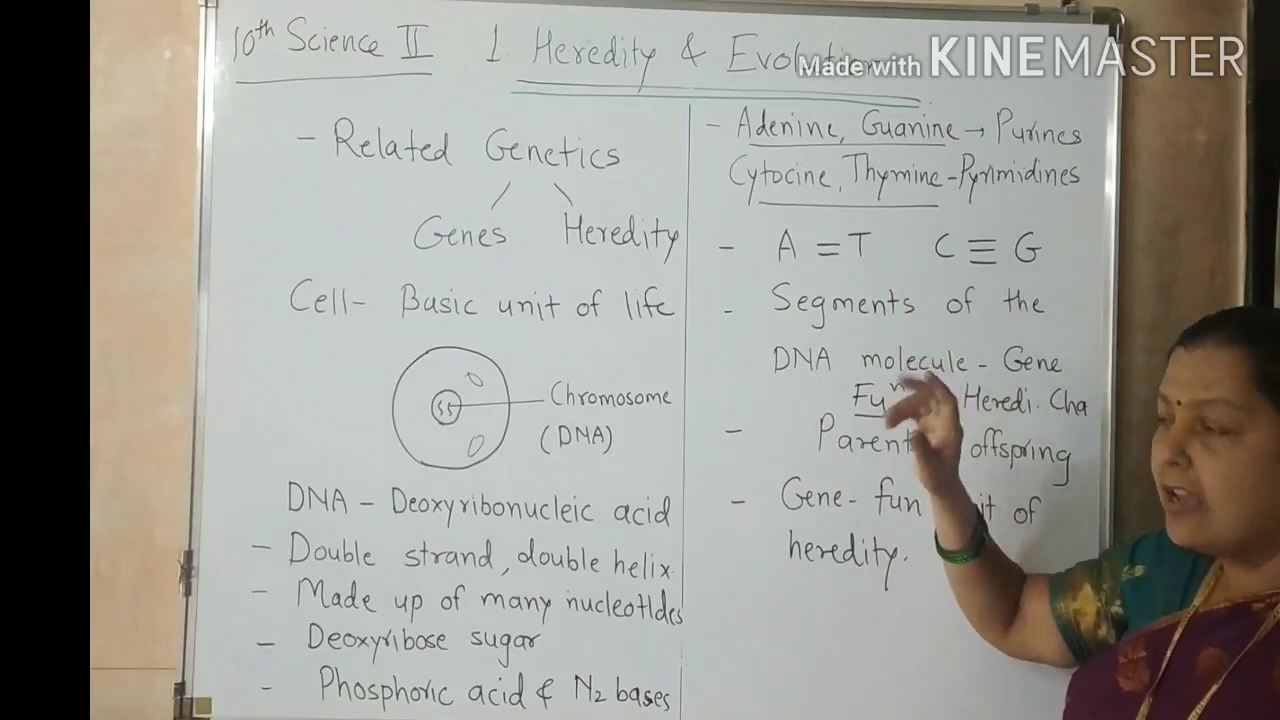 10th Science II 1 Heredity & Evolution
Made with KINEMASTER
- Related Genetics
Genes Heredity
Cell- Basic unit of life
Chromosome
(DNA)
DNA - Deoxyribonucleic acid
- Double strand, double helix
- Made up of many nucleotides
- Deoxyribose sugar
- Phosphoric acid & N2 bases
- Adenine, Guanine → Purines
Cytocine, Thymine - Pyrimidines
- A = T C ≡ G
- Segments of the
DNA molecule - Gene
Heredi. Cha
- Parent offspring
- Gene - fun of
heredity.